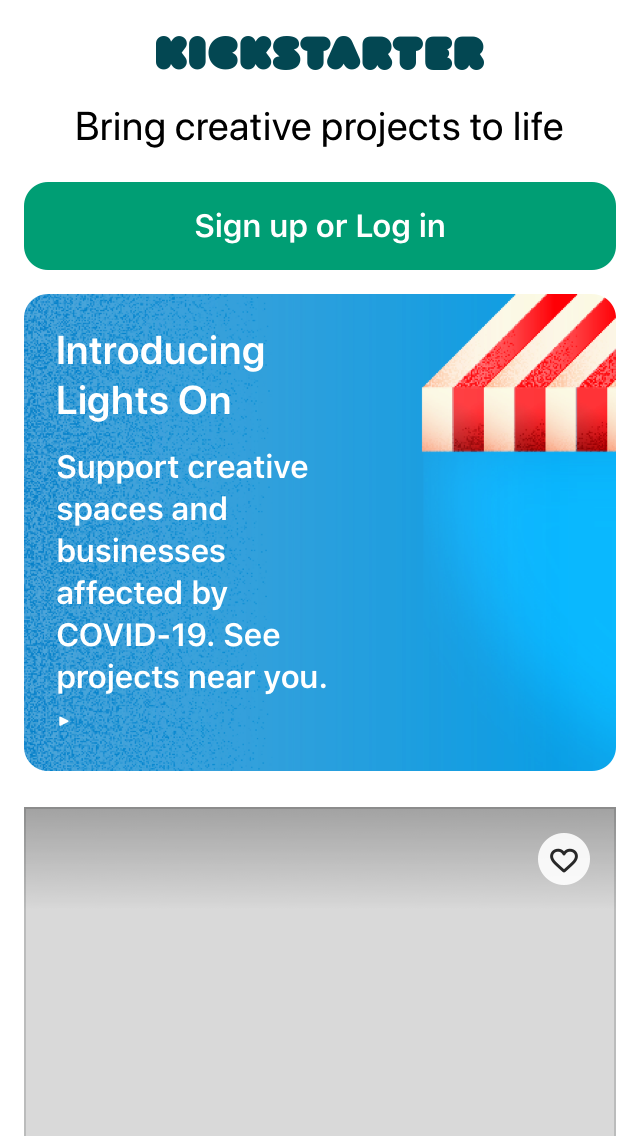 KICKSTARTER
Bring creative projects to life
Sign up or Log in
Introducing
Lights On
Support creative
spaces and
businesses
affected by
COVID-19. See
projects near you.